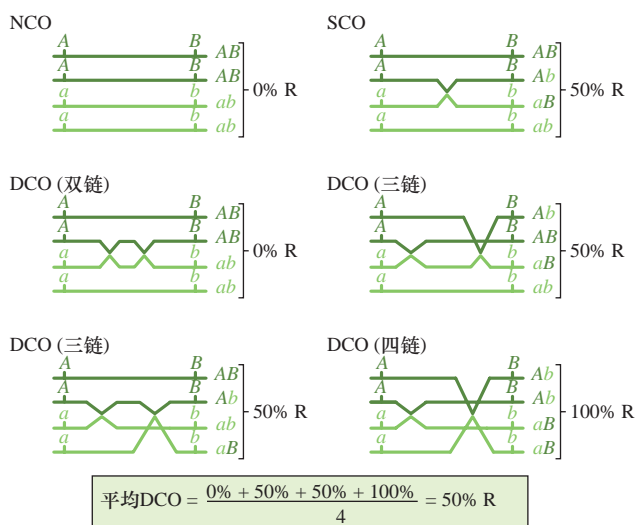 NCO
A B AB
A B AB
a b ab
a b ab
0% R
SCO
A B AB
A B Ab
a b aB
a b ab
50% R
DCO (双链)
A B AB
A B AB
a b ab
a b ab
0% R
DCO (三链)
A B Ab
A B AB
a b aB
a b ab
50% R
DCO (三链)
A B AB
A B Ab
a b ab
a b aB
50% R
DCO (四链)
A B Ab
A B Ab
a b aB
a b aB
100% R
平均DCO = 0% + 50% + 50% + 100% / 4 = 50% R